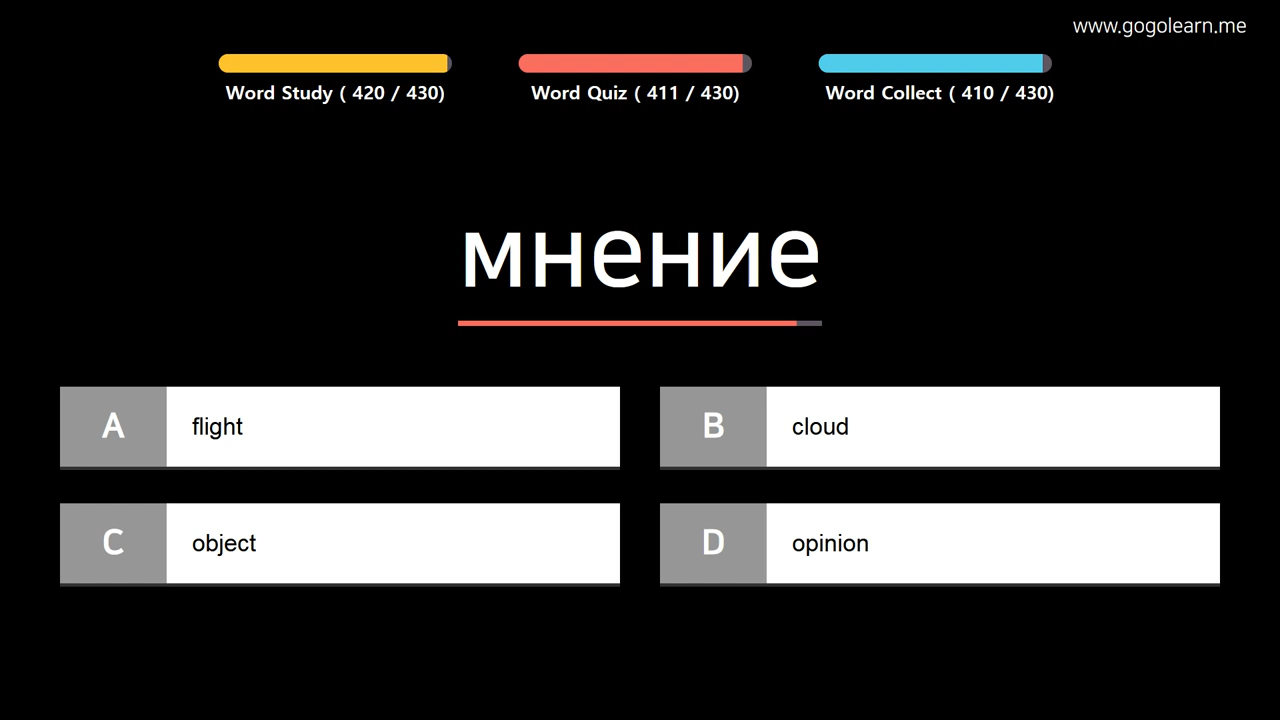 www.gogolearn.me
Word Study ( 420 / 430)
Word Quiz ( 411 / 430)
Word Collect ( 410 / 430)
мнение
A flight
B cloud
C object
D opinion